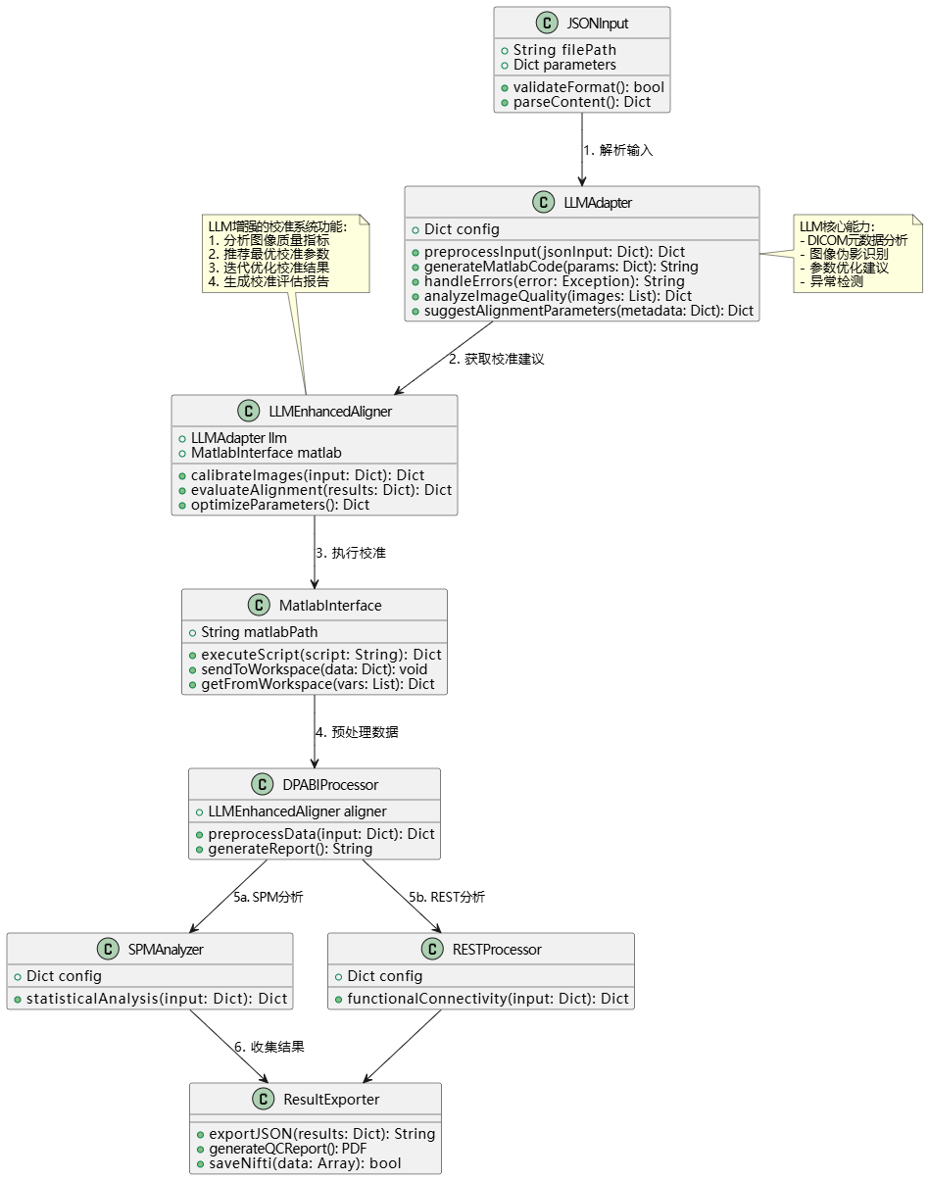 C JSONInput
String filePath
Dict parameters
validateFormat(): bool
parseContent(): Dict
1. 解析输入
C LLMAdapter
Dict config
preprocessInput(jsonInput: Dict): Dict
generateMatlabCode(params: Dict): String
handleErrors(error: Exception): String
analyzeImageQuality(images: List): Dict
suggestAlignmentParameters(metadata: Dict): Dict
LLM增强的校准系统功能:
1. 分析图像质量指标
2. 推荐最优校准参数
3. 迭代优化校准结果
4. 生成校准评估报告
LLM核心能力:
- DICOM元数据分析
- 图像伪影识别
- 参数优化建议
- 异常检测
2. 获取校准建议
C LLMEnhancedAligner
LLMAdapter llm
MatlabInterface matlab
calibrateImages(input: Dict): Dict
evaluateAlignment(results: Dict): Dict
optimizeParameters(): Dict
3. 执行校准
C MatlabInterface
String matlabPath
executeScript(script: String): Dict
sendToWorkspace(data: Dict): void
getFromWorkspace(vars: List): Dict
4. 预处理数据
C DPABIProcessor
LLMEnhancedAligner aligner
preprocessData(input: Dict): Dict
generateReport(): String
5a. SPM分析
5b. REST分析
C SPMAnalyzer
Dict config
statisticalAnalysis(input: Dict): Dict
C RESTProcessor
Dict config
functionalConnectivity(input: Dict): Dict
6. 收集结果
C ResultExporter
exportJSON(results: Dict): String
generateQCReport(): PDF
saveNifti(data: Array): bool